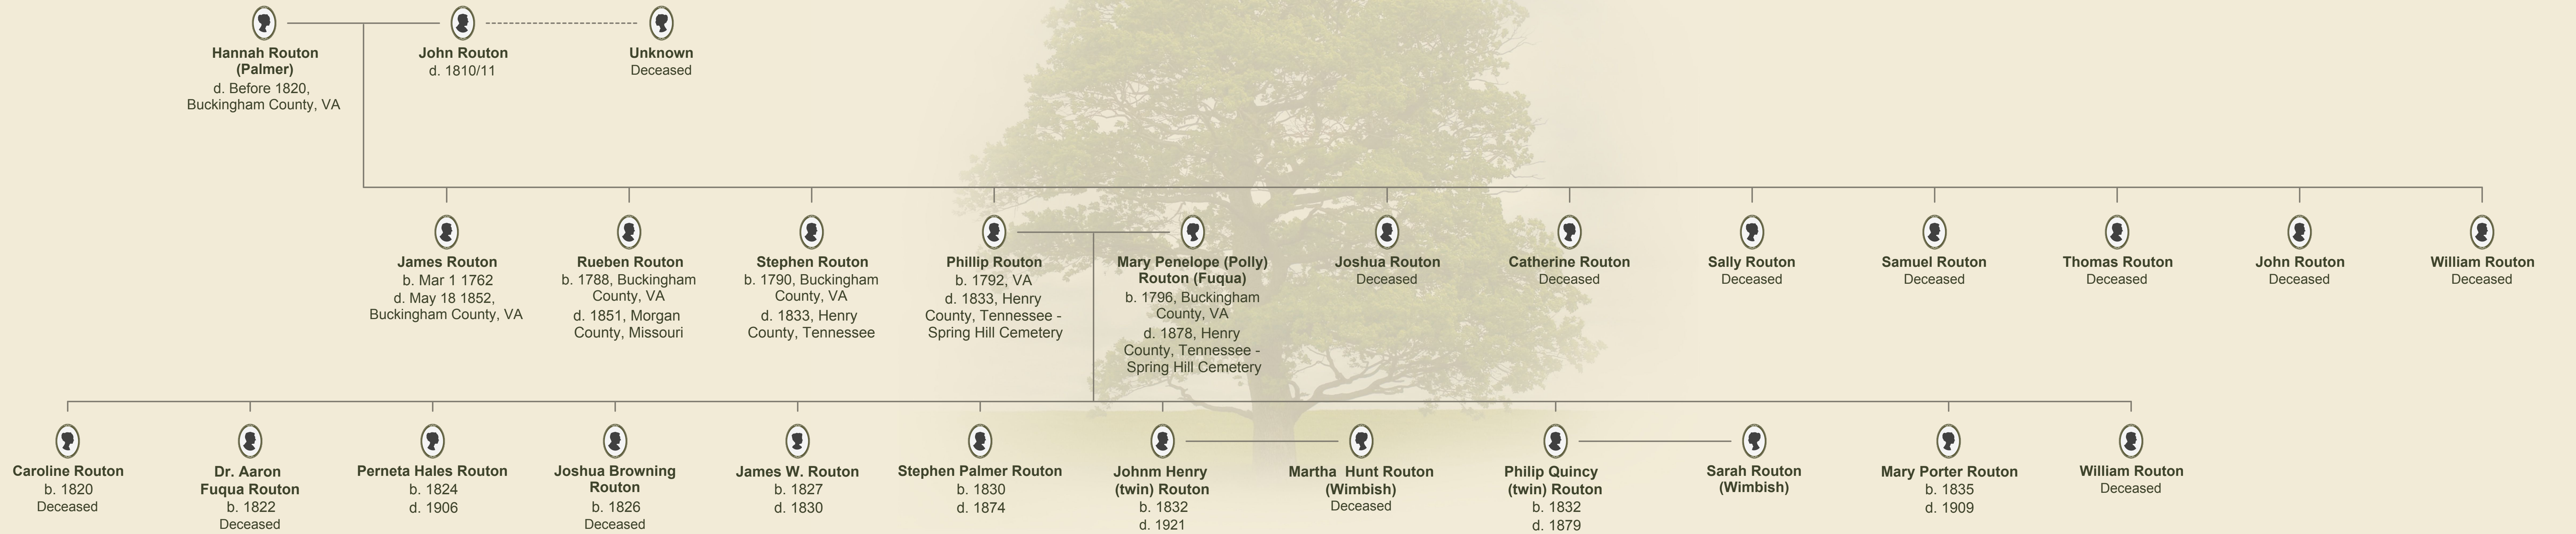 Hannah Routon
(Palmer)
d. Before 1820,
Buckingham County, VA
John Routon
d. 1810/11
Unknown
Deceased
James Routon
b. Mar 1 1762
d. May 18 1852,
Buckingham County, VA
Rueben Routon
b. 1788, Buckingham
County, VA
d. 1851, Morgan
County, Missouri
Stephen Routon
b. 1790, Buckingham
County, VA
d. 1833, Henry
County, Tennessee
Phillip Routon
b. 1792, VA
d. 1833, Henry
County, Tennessee -
Spring Hill Cemetery
Mary Penelope (Polly)
Routon (Fuqua)
b. 1796, Buckingham
County, VA
d. 1878, Henry
County, Tennessee -
Spring Hill Cemetery
Joshua Routon
Deceased
Catherine Routon
Deceased
Sally Routon
Deceased
Samuel Routon
Deceased
Thomas Routon
Deceased
John Routon
Deceased
William Routon
Deceased
Caroline Routon
b. 1820
Deceased
Dr. Aaron
Fuqua Routon
b. 1822
Deceased
Perneta Hales Routon
b. 1824
d. 1906
Joshua Browning
Routon
b. 1826
Deceased
James W. Routon
b. 1827
d. 1830
Stephen Palmer Routon
b. 1830
d. 1874
Johnm Henry
(twin) Routon
b. 1832
d. 1921
Martha Hunt Routon
(Wimbish)
Deceased
Philip Quincy
(twin) Routon
b. 1832
d. 1879
Sarah Routon
(Wimbish)
Mary Porter Routon
b. 1835
d. 1909
William Routon
Deceased